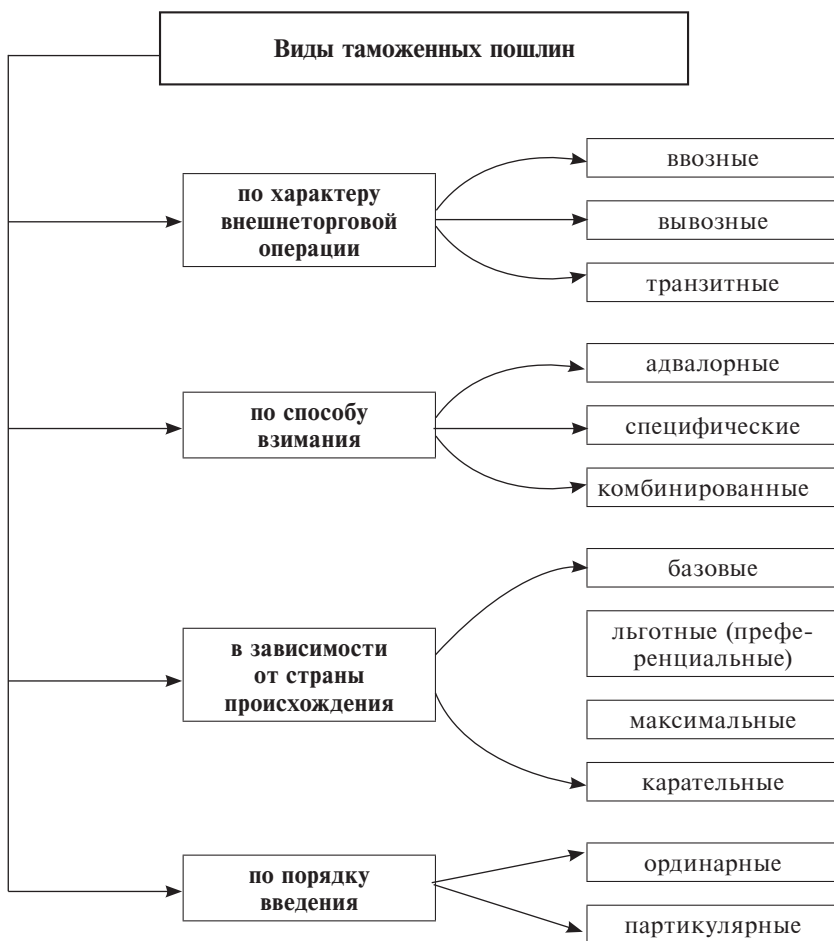 Виды таможенных пошлин
по характеру
внешнеторговой
операции
ввозные
вывозные
транзитные
по способу
взимания
адвалорные
специфические
комбинированные
в зависимости
от страны
происхождения
базовые
льготные (префе-
ренциальные)
максимальные
карательные
по порядку
введения
ординарные
партикулярные